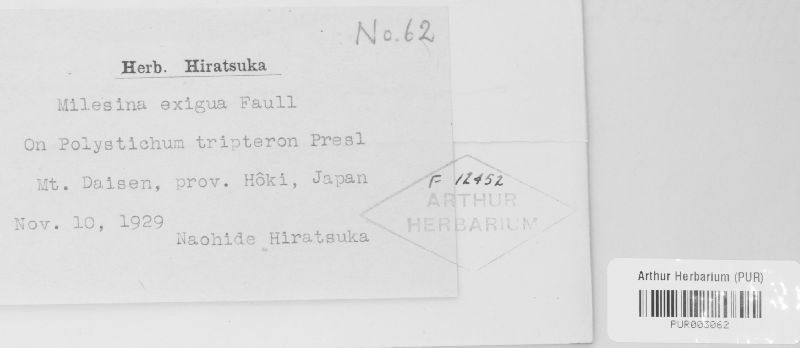 No.62
Herb. Hiratsuka
Milesina exigua Faull
On Polystichum tripteron Presl
Mt. Daisen, prov. Hôki, Japan
Nov. 10, 1929
Naohide Hiratsuka
F 12452
ARTHUR
HERBARIUM
Arthur Herbarium (PUR)
PUR003062